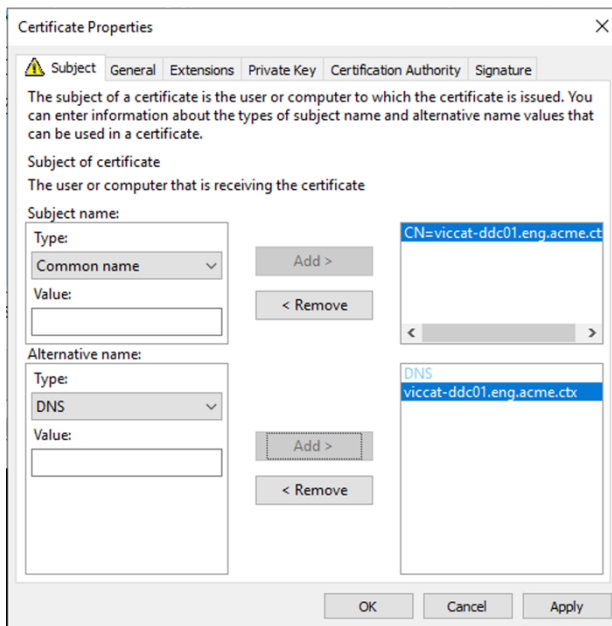 Certificate Properties
Subject General Extensions Private Key Certification Authority Signature
The subject of a certificate is the user or computer to which the certificate is issued. You
can enter information about the types of subject name and alternative name values that
can be used in a certificate.
Subject of certificate
The user or computer that is receiving the certificate
Subject name:
Type:
Common name
Value:
Add >
< Remove
CN=viccat-ddc01.eng.acme.ct
Alternative name:
Type:
DNS
Value:
Add >
< Remove
DNS
viccat-ddc01.eng.acme.ctx
OK Cancel Apply